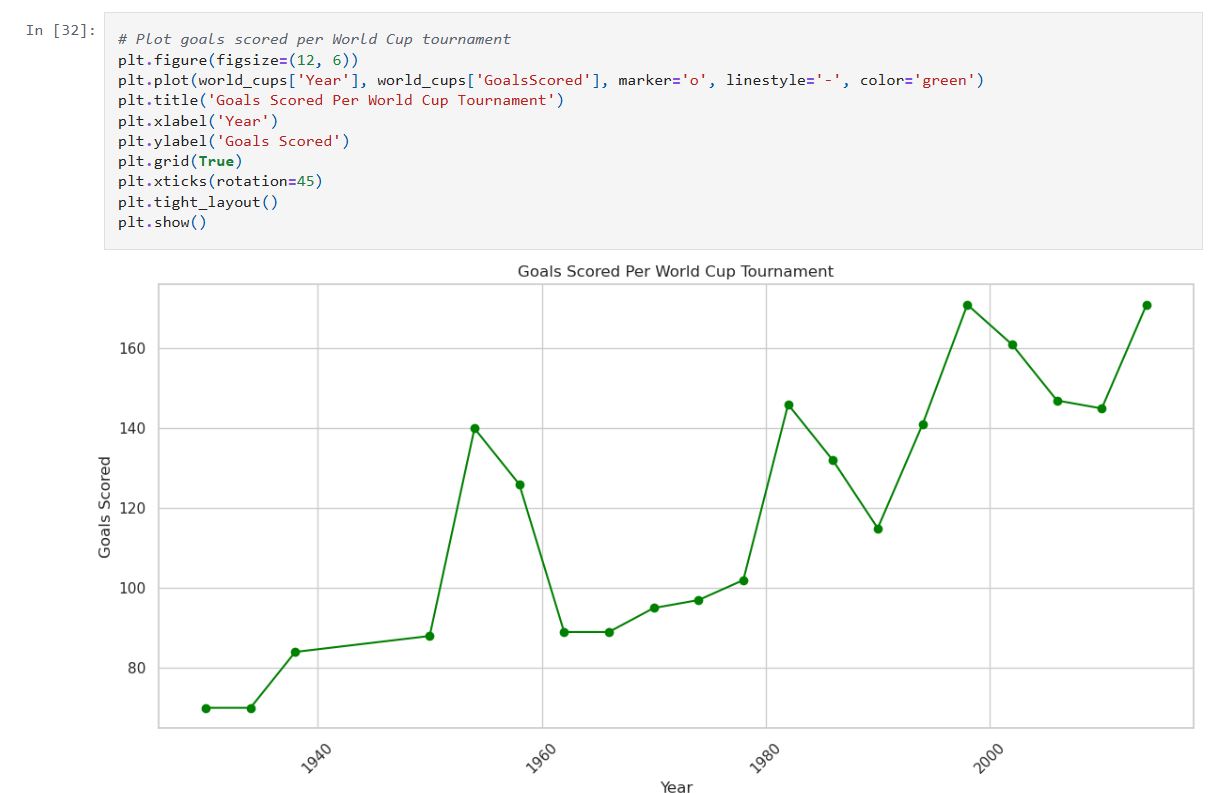 In [32]:
# Plot goals scored per World Cup tournament
plt.figure(figsize=(12, 6))
plt.plot(world_cups['Year'], world_cups['GoalsScored'], marker='o', linestyle='-', color='green')
plt.title('Goals Scored Per World Cup Tournament')
plt.xlabel('Year')
plt.ylabel('Goals Scored')
plt.grid(True)
plt.xticks(rotation=45)
plt.tight_layout()
plt.show()
Goals Scored Per World Cup Tournament
Goals Scored
160
140
120
100
80
1940
1960
1980
2000
Year